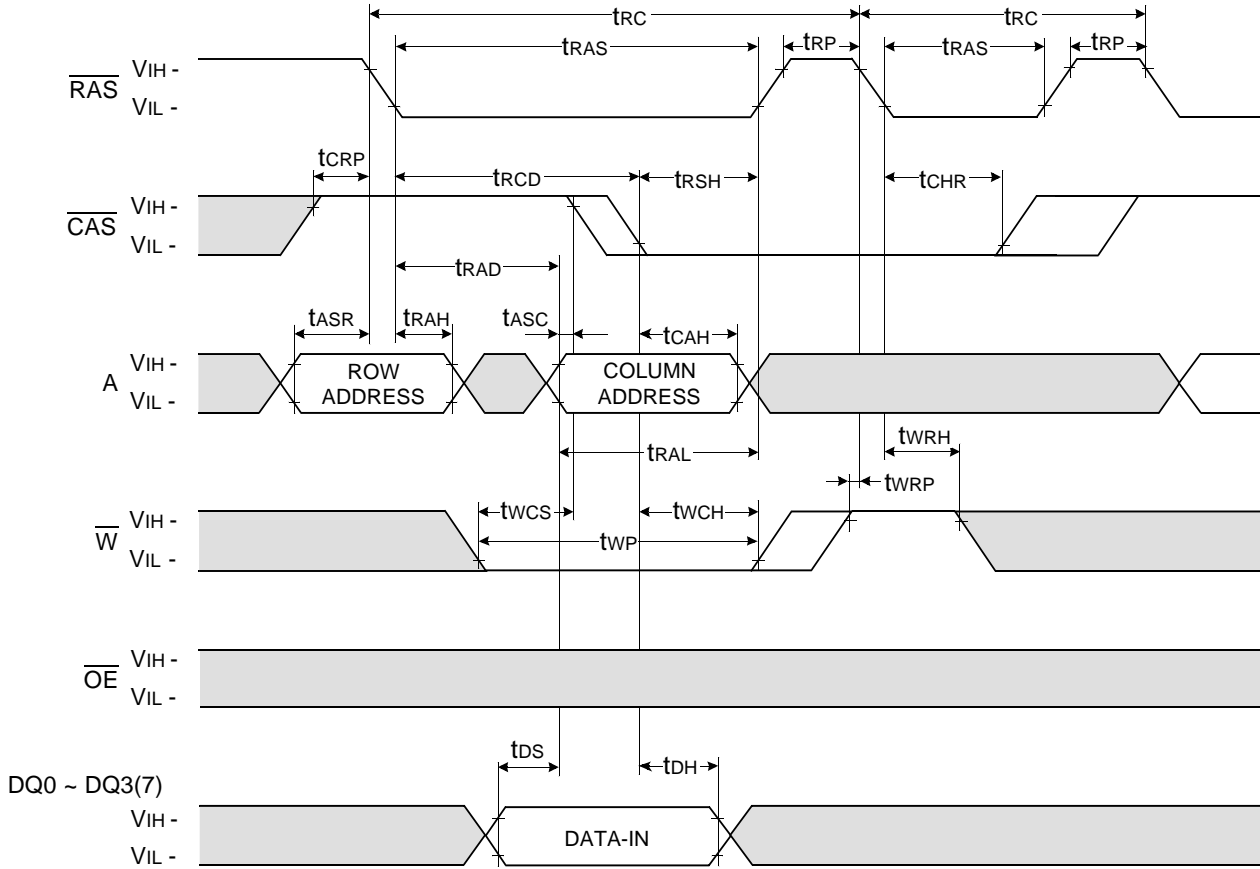 tRC tRC
tRAS tRP tRAS tRP
RAS VIH -
VIL -
tCRP tRCD tRSH tCHR
CAS VIH -
VIL -
tRAD
tASR tRAH tASC tCAH
A VIH -
VIL -
ROW
ADDRESS
COLUMN
ADDRESS
tRAL tWRH
tWRP
tWCS tWCH
W VIH -
VIL -
tWP
OE VIH -
VIL -
tDS tDH
DQ0 ~ DQ3(7)
VIH -
VIL -
DATA-IN